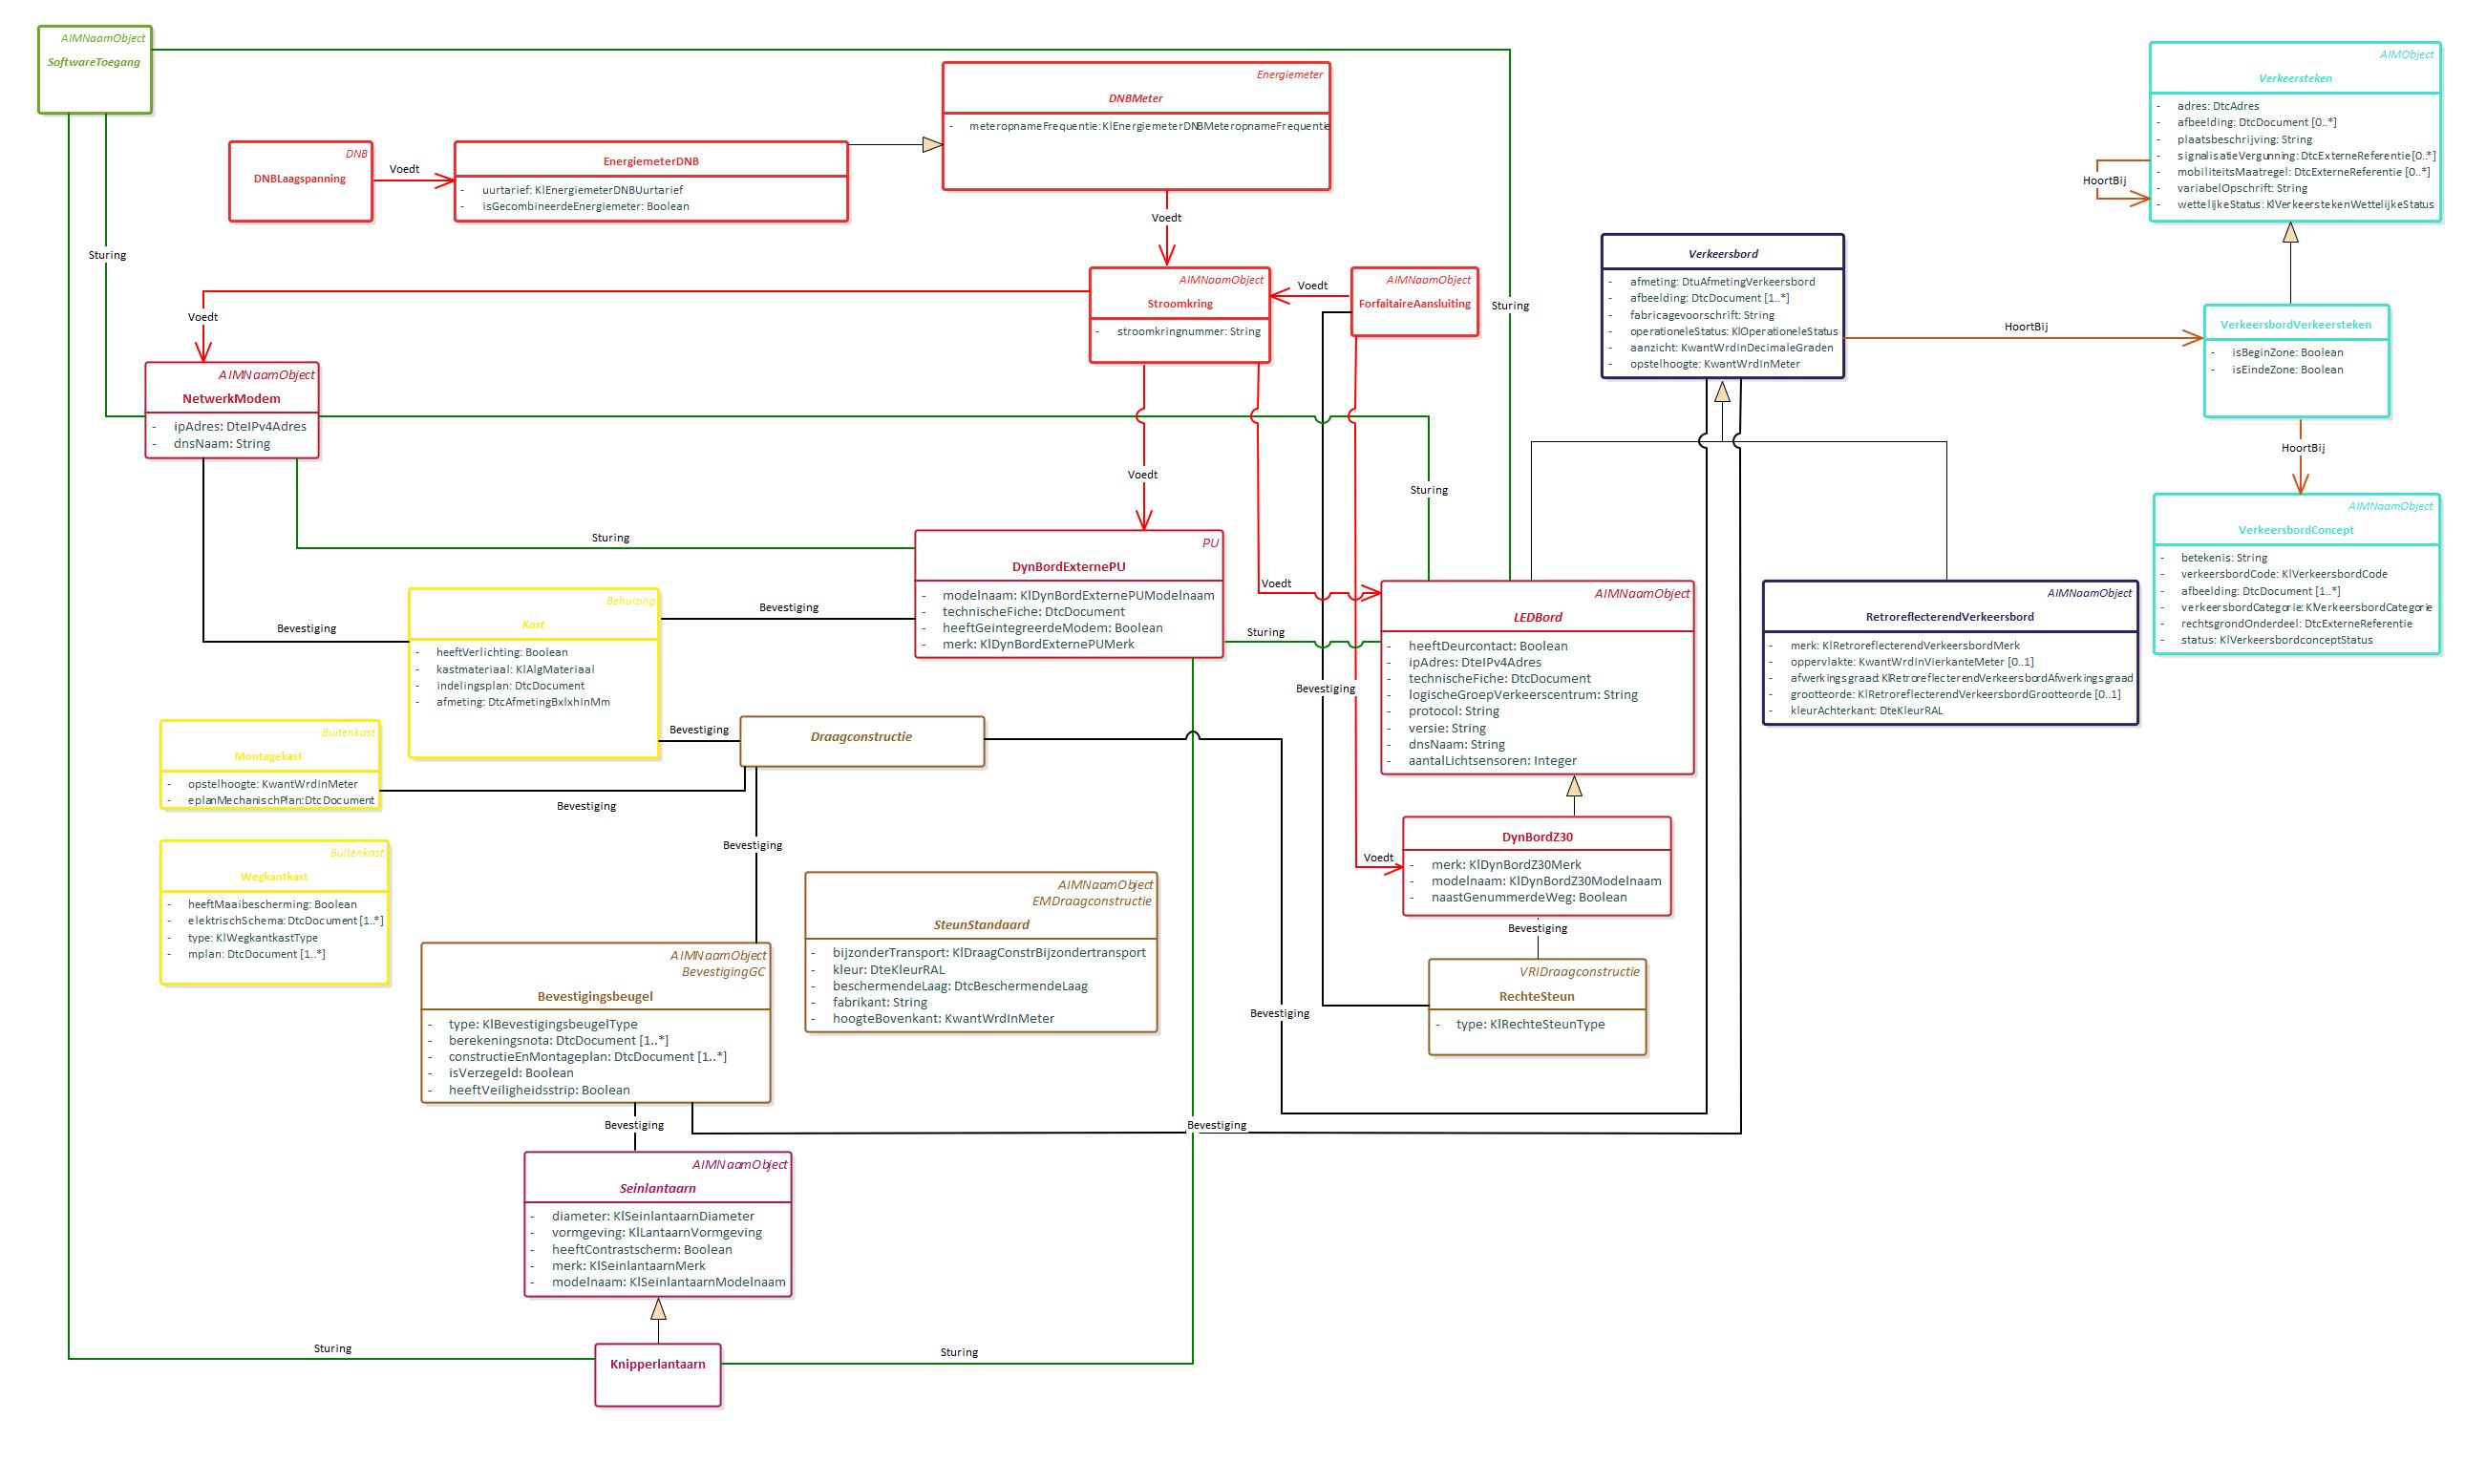 AIMNaamObject
SoftwareToegang
Energiemeter
DNBMeter
- meteropnameFrequentie:KlEnergiemeterDNBMeteropnameFrequentie
DNB
DNBLaagspanning
Voedt
EnergiemeterDNB
- uurtarief: KlEnergiemeterDNBUurtarief
- isGecombineerdeEnergiemeter: Boolean
Voedt
Sturing
AIMObject
Verkeersteken
- adres: DtcAdres
- afbeelding: DtcDocument [0..*]
- plaatsbeschrijving: String
- signalisatieVergunning: DtcExterneReferentie[0..*]
- mobiliteitsMaatregel: DtcExterneReferentie [0..*]
- variabelOpschrift: String
- wettelijkeStatus: KlVerkeerstekenWettelijkeStatus
HoortBij
Verkeersbord
- afmeting: DtuAfmetingVerkeersbord
- afbeelding: DtcDocument [1..*]
- fabricagevoorschrift: String
- operationeleStatus: KlOperationeleStatus
- aanzicht: KwantWrdInDecimaleGraden
- opstelhoogte: KwantWrdInMeter
HoortBij
VerkeersbordVerkeersteken
- isBeginZone: Boolean
- isEindeZone: Boolean
HoortBij
AIMNaamObject
Stroomkring
- stroomkringnummer: String
Voedt
AIMNaamObject
ForfaitaireAansluiting
Sturing
Voedt
AIMNaamObject
NetwerkModem
- ipAdres: DteIPv4Adres
- dnsNaam: String
Voedt
Sturing
Sturing
AIMNaamObject
VerkeersbordConcept
- betekenis: String
- verkeersbordCode: KlVerkeersbordCode
- afbeelding: DtcDocument [1..*]
- verkeersbordCategorie: KlVerkeersbordCategorie
- rechtsgrondOnderdeel: DtcExterneReferentie
- status: KlVerkeersbordconceptStatus
PU
DynBordExternePU
- modelnaam: KlDynBordExternePUModelnaam
- technischeFiche: DtcDocument
- heeftGeintegreerdeModem: Boolean
- merk: KlDynBordExternePUMerk
Voedt
Sturing
AIMNaamObject
LEDBord
- heeftDeurcontact: Boolean
- ipAdres: DteIPv4Adres
- technischeFiche: DtcDocument
- logischeGroepVerkeerscentrum: String
- protocol: String
- versie: String
- dnsNaam: String
- aantalLichtsensoren: Integer
AIMNaamObject
RetroreflecterendVerkeersbord
- merk: KlRetroreflecterendVerkeersbordMerk
- oppervlakte: KwantWrdInVierkanteMeter [0..1]
- afwerkingsgraad: KlRetroreflecterendVerkeersbordAfwerkingsgraad
- grootteorde: KlRetroreflecterendVerkeersbordGrootteorde [0..1]
- kleurAchterkant: DteKleurRAL
Behuizing
Kast
- heeftVerlichting: Boolean
- kastmateriaal: KlAlgMateriaal
- indelingsplan: DtcDocument
- afmeting: DtcAfmetingBxlxhInMm
Bevestiging
Bevestiging
Bevestiging
Bevestiging
Draagconstructie
Buitenkast
Montagekast
- opstelhoogte: KwantWrdInMeter
- eplanMechanischPlan:DtcDocument
Bevestiging
Bevestiging
Buitenkast
Wegkantkast
- heeftMaaibescherming: Boolean
- elektrischSchema: DtcDocument [1..*]
- type: KlWegkantkastType
- mplan: DtcDocument [1..*]
AIMNaamObject
EMDraagconstructie
SteunStandaard
- bijzonderTransport: KlDraagConstrBijzondertransport
- kleur: DteKleurRAL
- beschermendeLaag: DtcBeschermendeLaag
- fabrikant: String
- hoogteBovenkant: KwantWrdInMeter
Voedt
DynBordZ30
- merk: KlDynBordZ30Merk
- modelnaam: KlDynBordZ30Modelnaam
- naastGenummerdeWeg: Boolean
Bevestiging
VRIDraagconstructie
RechteSteun
- type: KlRechteSteunType
Bevestiging
AIMNaamObject
BevestigingGC
Bevestigingsbeugel
- type: KlBevestigingsbeugelType
- berekeningsnota: DtcDocument [1..*]
- constructieEnMontageplan: DtcDocument [1..*]
- isVerzegeld: Boolean
- heeftVeiligheidsstrip: Boolean
Bevestiging
Bevestiging
AIMNaamObject
Seinlantaarn
- diameter: KlSeinlantaarnDiameter
- vormgeving: KlLantaarnVormgeving
- heeftContrastscherm: Boolean
- merk: KlSeinlantaarnMerk
- modelnaam: KlSeinlantaarnModelnaam
Sturing
Knipperlantaarn
Sturing